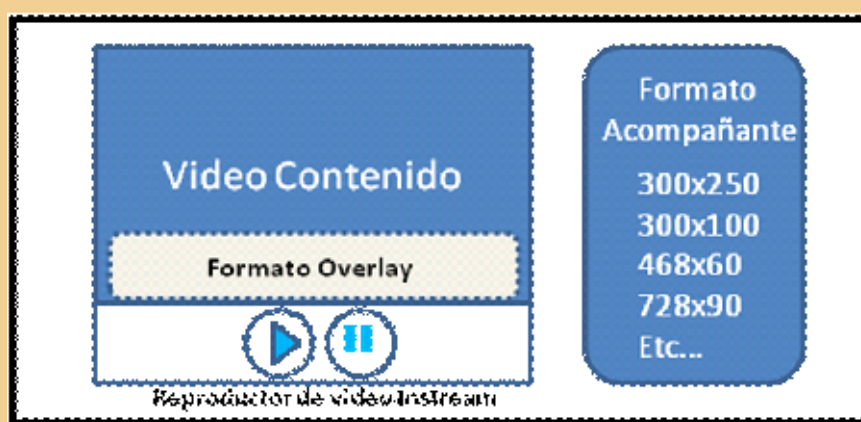 Video Contenido
Formato Overlay
Reproductor de video Instream
Formato
Acompañante
300x250
300x100
468x60
728x90
Etc...